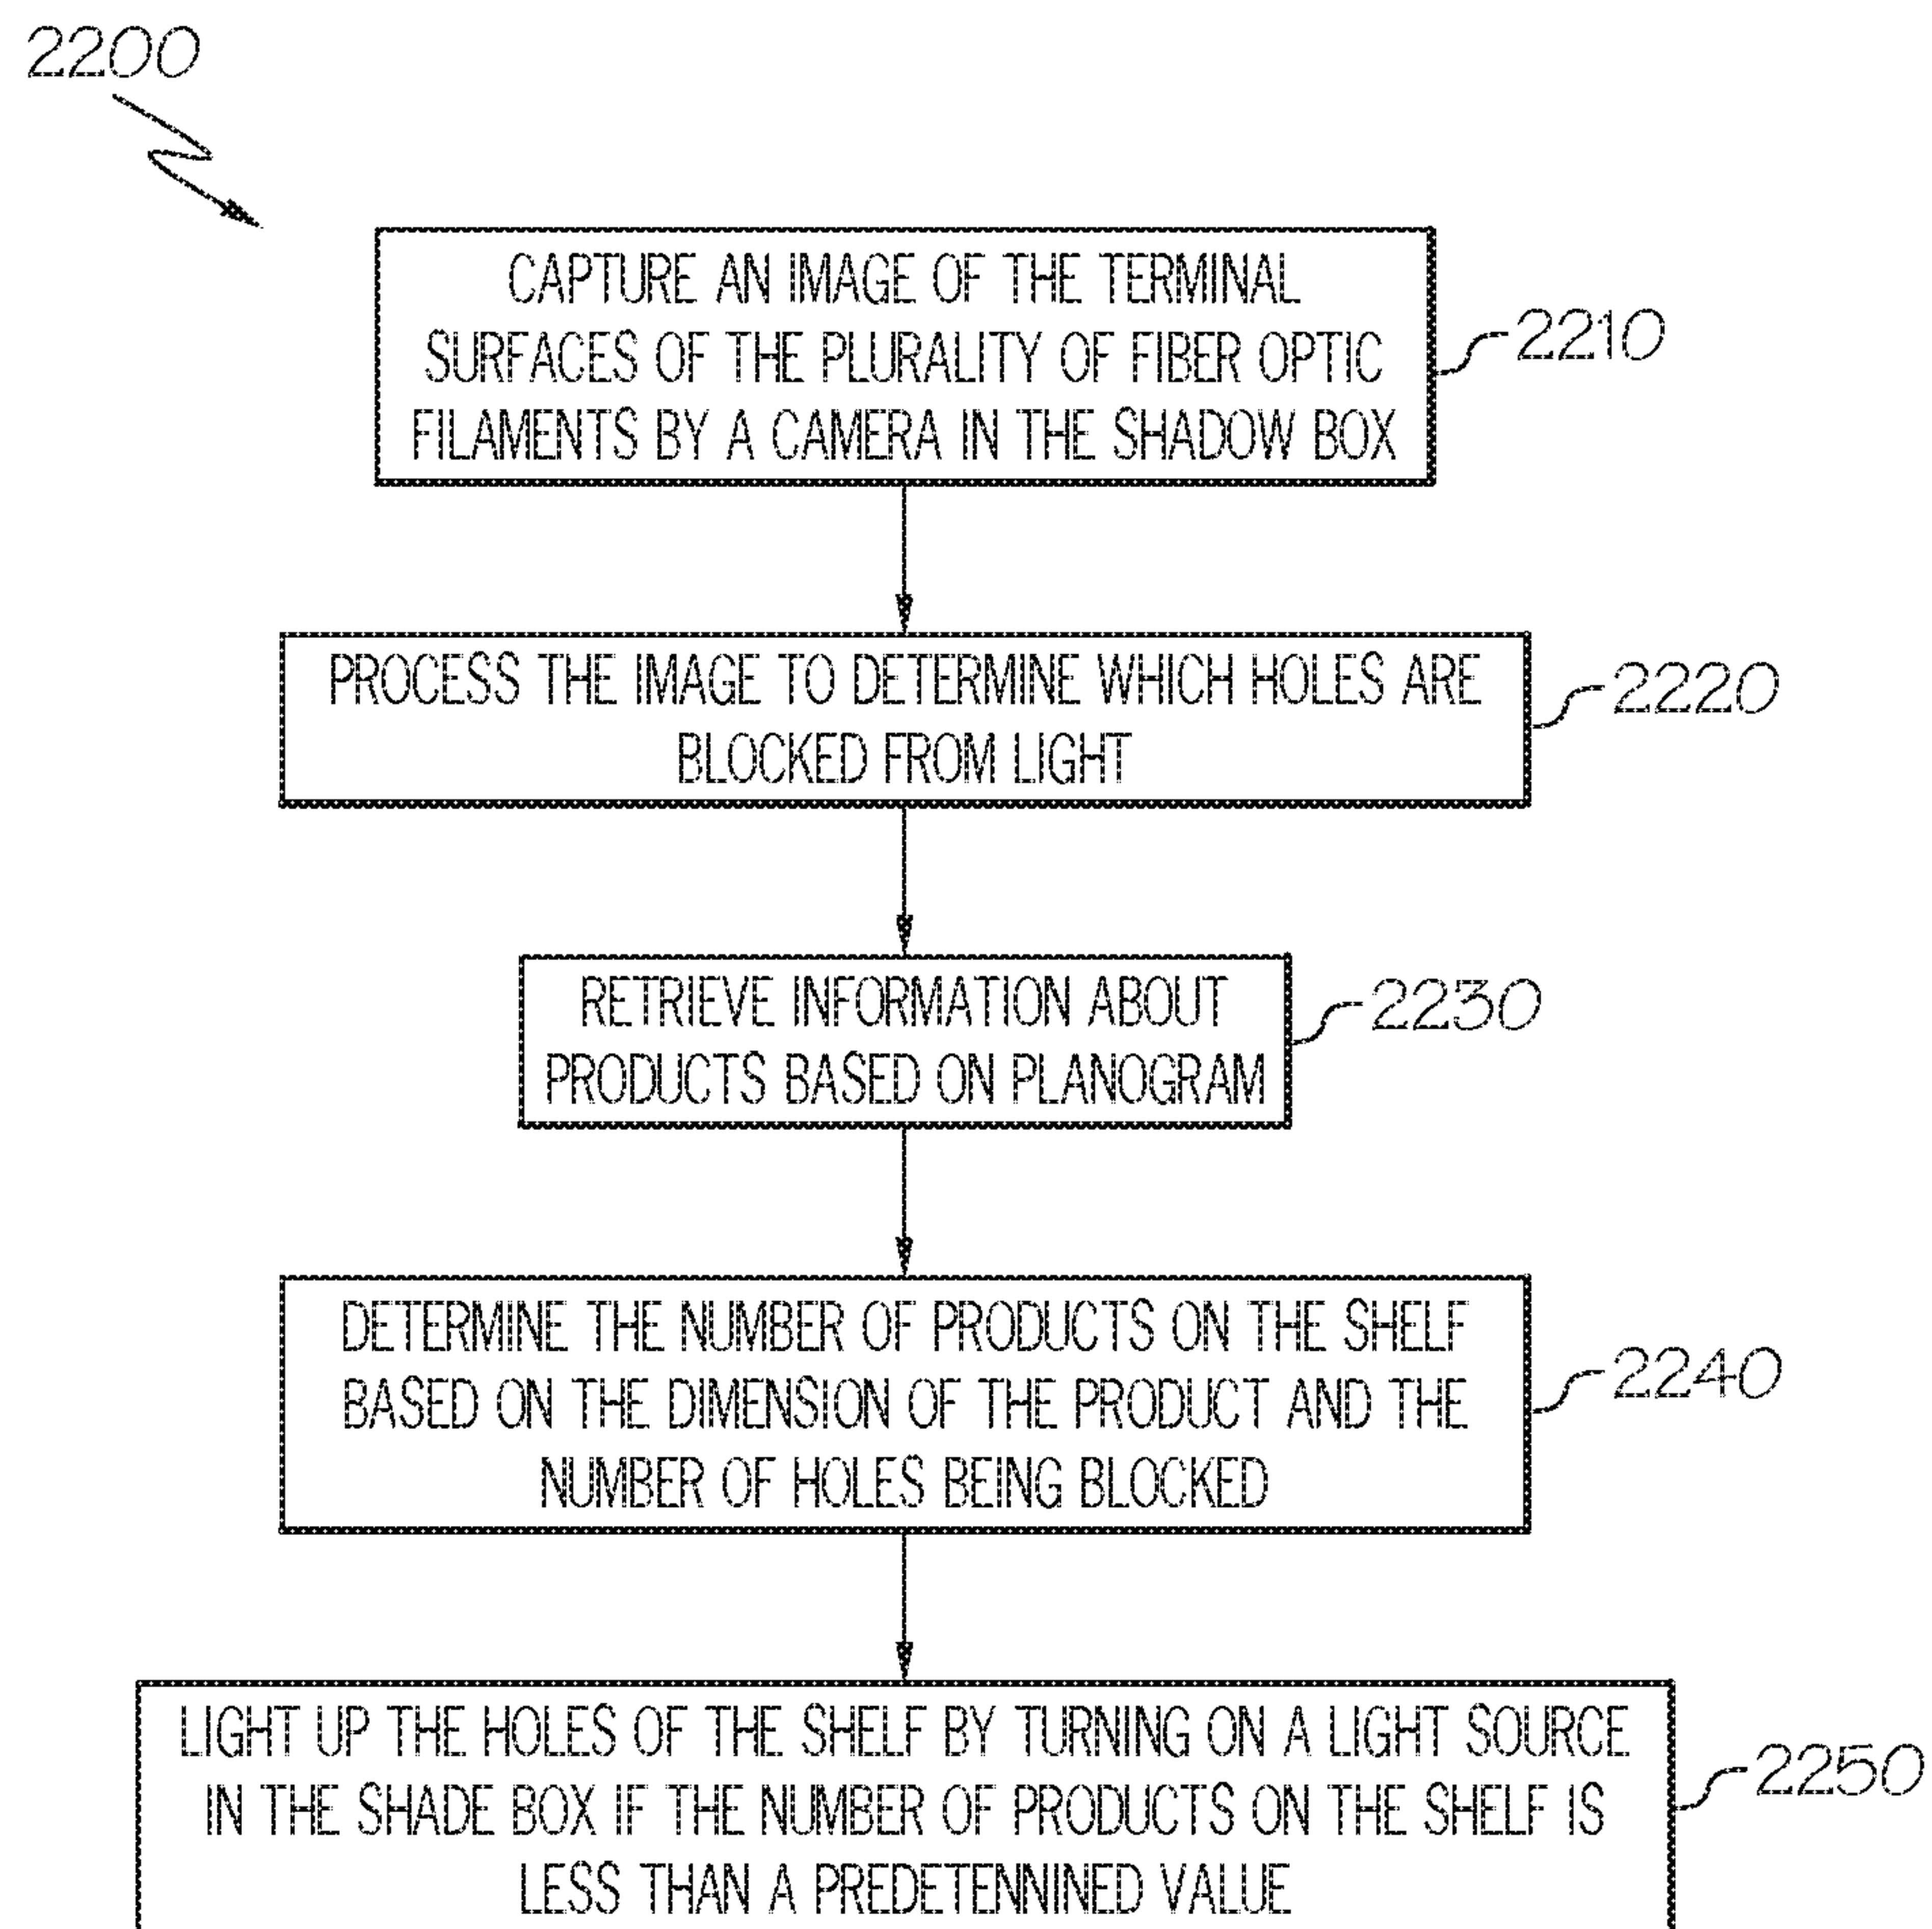 2200
CAPTURE AN IMAGE OF THE TERMINAL
SURFACES OF THE PLURALITY OF FIBER OPTIC
FILAMENTS BY A CAMERA IN THE SHADOW BOX
2210
PROCESS THE IMAGE TO DETERMINE WHICH HOLES ARE
BLOCKED FROM LIGHT
2220
RETRIEVE INFORMATION ABOUT
PRODUCTS BASED ON PLANOGRAM
2230
DETERMINE THE NUMBER OF PRODUCTS ON THE SHELF
BASED ON THE DIMENSION OF THE PRODUCT AND THE
NUMBER OF HOLES BEING BLOCKED
2240
LIGHT UP THE HOLES OF THE SHELF BY TURNING ON A LIGHT SOURCE
IN THE SHADE BOX IF THE NUMBER OF PRODUCTS ON THE SHELF IS
LESS THAN A PREDETENNINED VALUE
2250